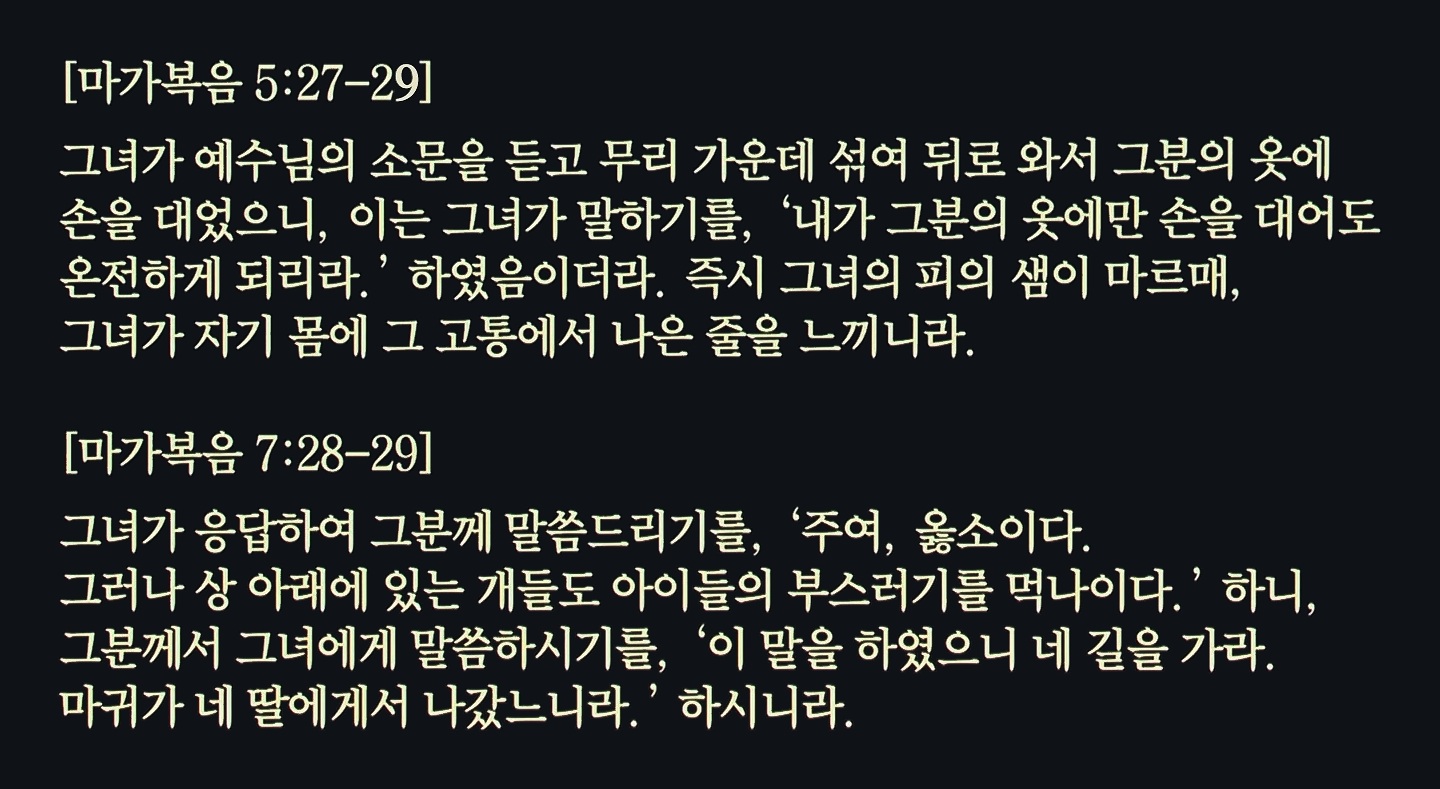 [마가복음 5:27–29]
그녀가 예수님의 소문을 듣고 무리 가운데 섞여 뒤로 와서 그분의 옷에
손을 대었으니, 이는 그녀가 말하기를, ‘내가 그분의 옷에만 손을 대어도
온전하게 되리라.’ 하였음이더라. 즉시 그녀의 피의 샘이 마르매,
그녀가 자기 몸에 그 고통에서 나은 줄을 느끼니라.
[마가복음 7:28–29]
그녀가 응답하여 그분께 말씀드리기를, ‘주여, 옳소이다.
그러나 상 아래에 있는 개들도 아이들의 부스러기를 먹나이다.’ 하니,
그분께서 그녀에게 말씀하시기를, ‘이 말을 하였으니 네 길을 가라.
마귀가 네 딸에게서 나갔느니라.’ 하시니라.